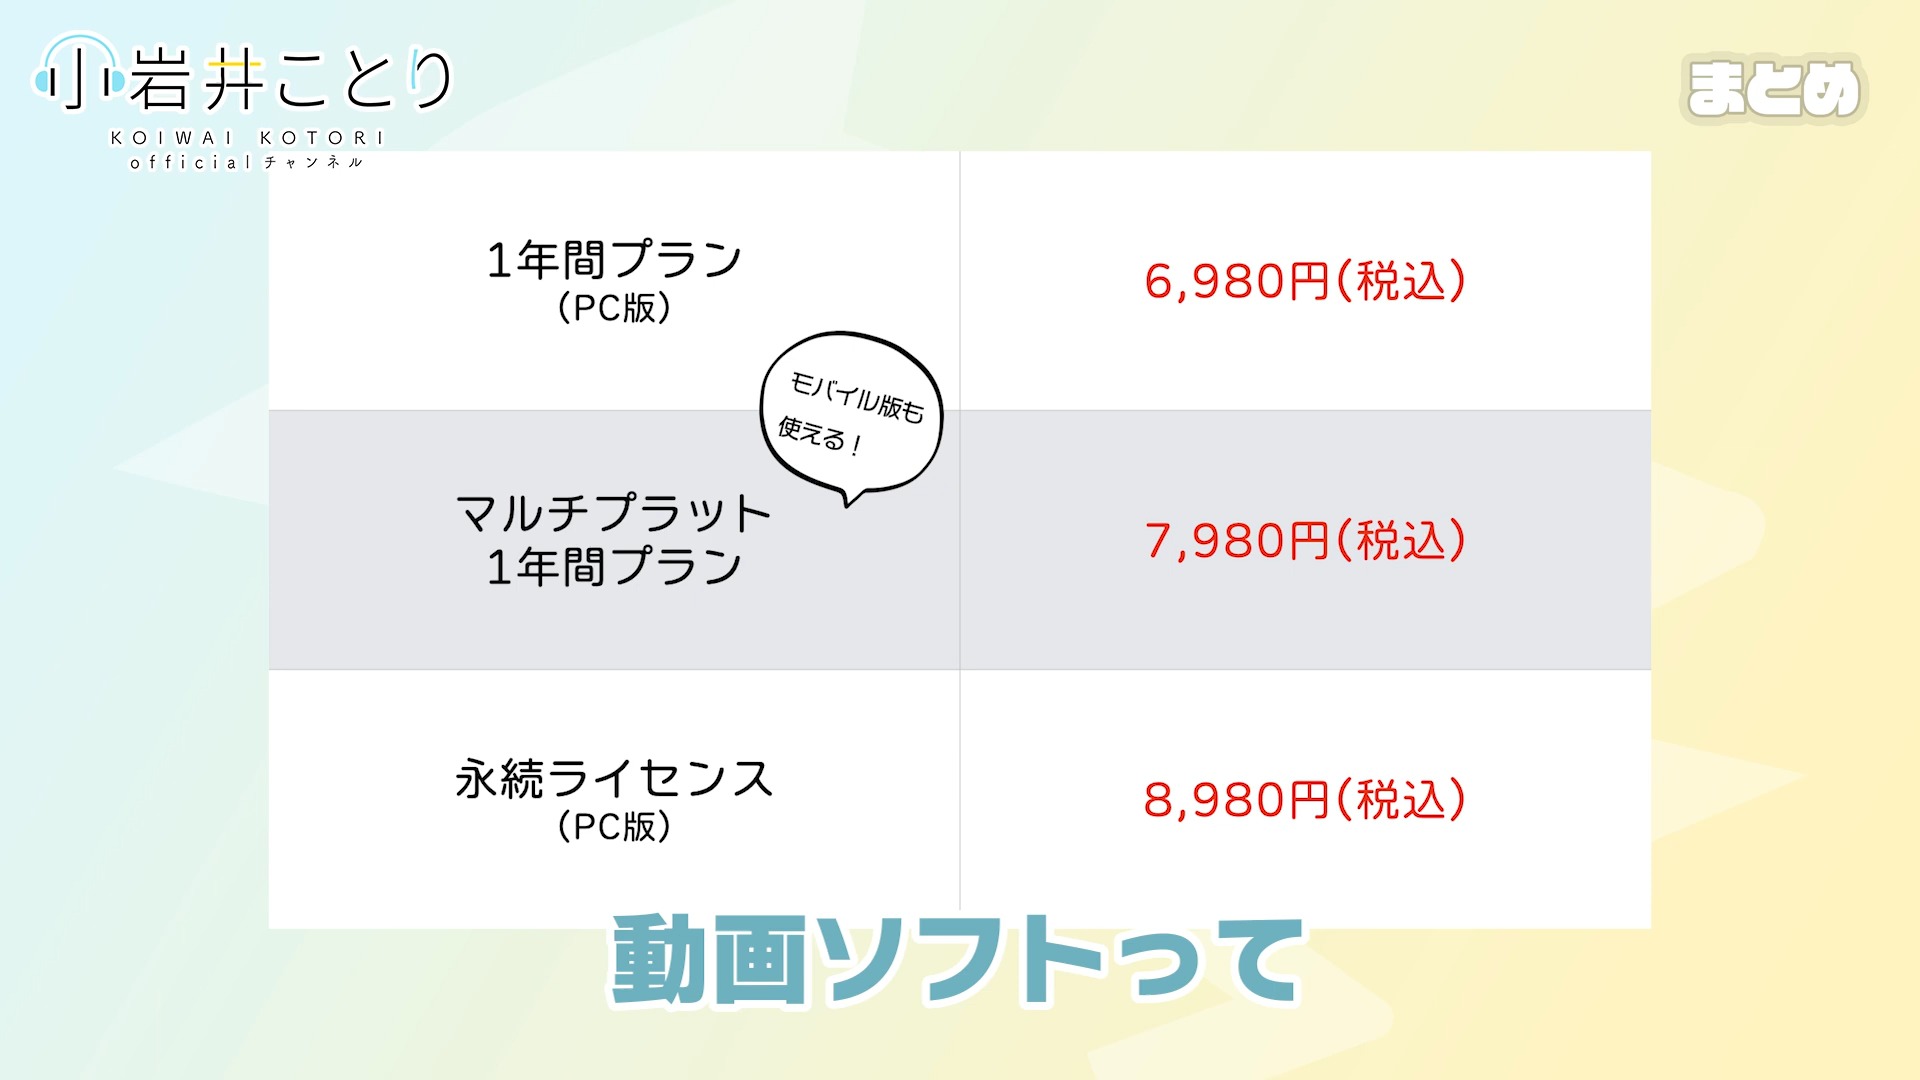 小岩井ことり
KOIWAI KOTORI
officialチャンネル
まとめ
1年間プラン
(PC版)
6,980円(税込)
モバイル版も
使える！
マルチプラット
1年間プラン
7,980円(税込)
永続ライセンス
(PC版)
8,980円(税込)
動画ソフトって